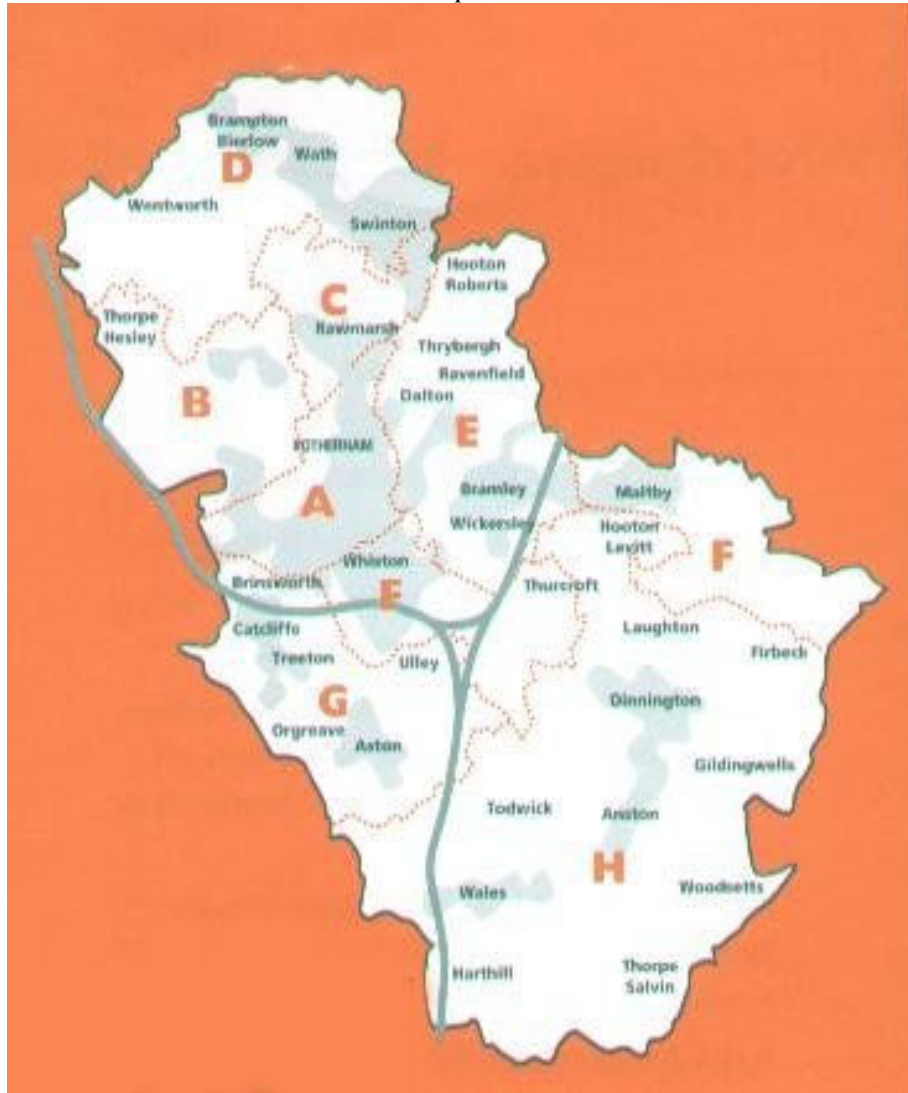 Brampton
Bierlow
Wath
D
Wentworth
Swinton
Hooton
Roberts
C
Thorpe
Hesley
Rawmarsh
Thrybergh
Ravenfield
Dalton
B
E
ROTHERHAM
Bramley
Maltby
A
Wickersley
Hooton
Levitt
F
Whiston
Brinsworth
F
Thurcroft
Catcliffe
Laughton
Treeton
Ulley
Firbeck
G
Dinnington
Orgreave
Aston
Gildingwells
Todwick
Anston
H
Wales
Woodsetts
Harthill
Thorpe
Salvin